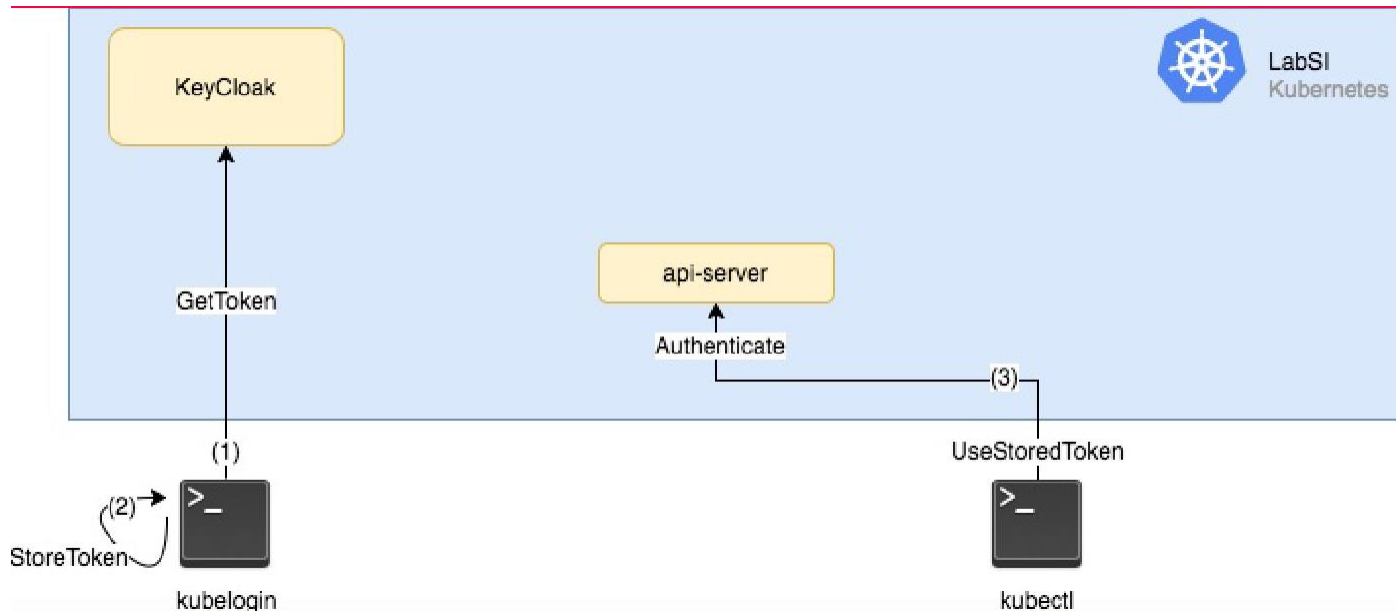 KeyCloak
LabSI
Kubernetes
api-server
GetToken
Authenticate
(3)
(1)
UseStoredToken
>_
(2)
>_
StoreToken
kubelogin
kubectl